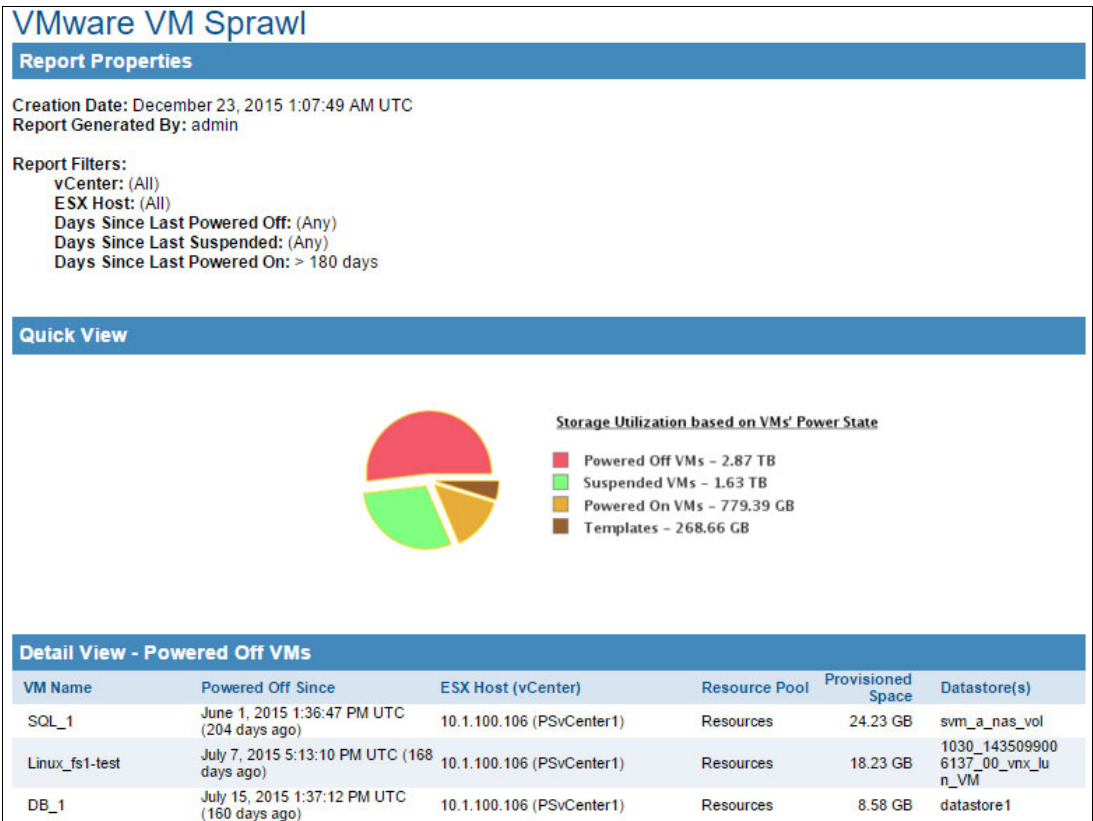 VMware VM Sprawl
Report Properties
Creation Date: December 23, 2015 1:07:49 AM UTC
Report Generated By: admin
Report Filters:
vCenter: (All)
ESX Host: (All)
Days Since Last Powered Off: (Any)
Days Since Last Suspended: (Any)
Days Since Last Powered On: > 180 days
Quick View
Storage Utilization based on VMs' Power State
Powered Off VMs – 2.87 TB
Suspended VMs – 1.63 TB
Powered On VMs – 779.39 GB
Templates – 268.66 GB
Detail View - Powered Off VMs
VM Name Powered Off Since ESX Host (vCenter) Resource Pool Provisioned Space Datastore(s)
SQL_1 June 1, 2015 1:36:47 PM UTC (204 days ago) 10.1.100.106 (PSvCenter1) Resources 24.23 GB svm_a_nas_vol
Linux_fs1-test July 7, 2015 5:13:10 PM UTC (168 days ago) 10.1.100.106 (PSvCenter1) Resources 18.23 GB 1030_143509900 6137_00_vnx_lu n_VM
DB_1 July 15, 2015 1:37:12 PM UTC (160 days ago) 10.1.100.106 (PSvCenter1) Resources 8.58 GB datastore1